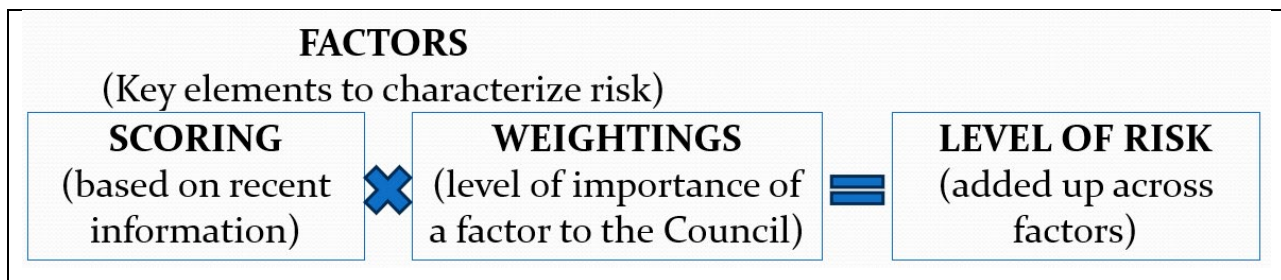 FACTORS
(Key elements to characterize risk)
SCORING
(based on recent
information)
WEIGHTINGS
(level of importance of
a factor to the Council)
LEVEL OF RISK
(added up across
factors)